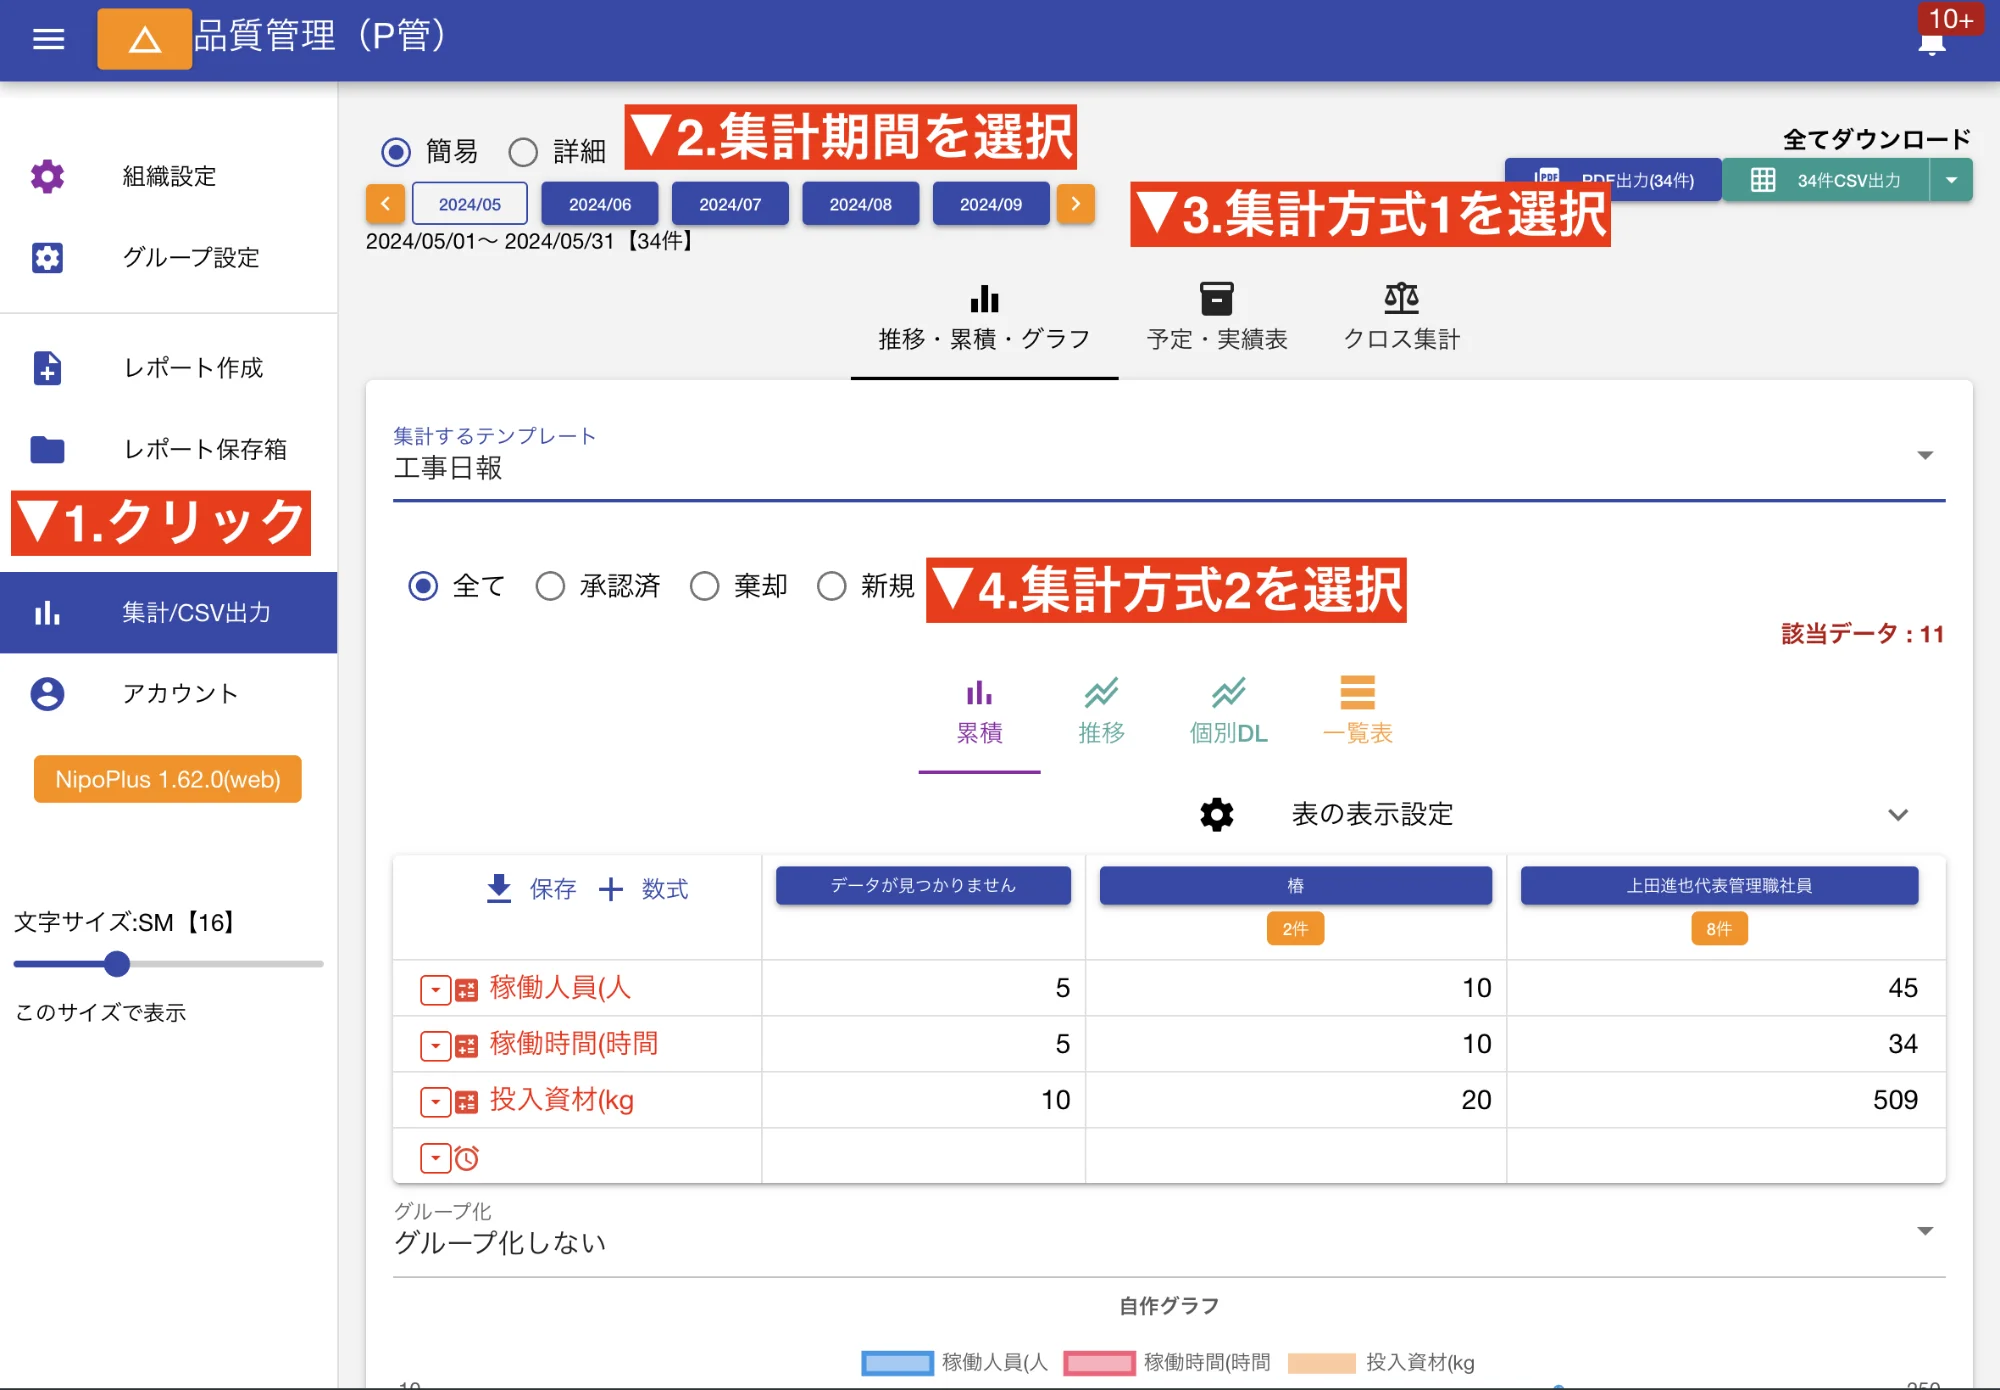 品質管理（P管）
10+
組織設定
グループ設定
レポート作成
レポート保存箱
▼1.クリック
集計/CSV出力
アカウント
NipoPlus 1.62.0(web)
文字サイズ:SM【16】
このサイズで表示
簡易 詳細
▼2.集計期間を選択
2024/05 2024/06 2024/07 2024/08 2024/09
2024/05/01〜 2024/05/31【34件】
全てダウンロード
PDF出力(34件) 34件CSV出力
▼3.集計方式1を選択
推移・累積・グラフ 予定・実績表 クロス集計
集計するテンプレート
工事日報
全て 承認済 棄却 新規
▼4.集計方式2を選択
該当データ : 11
累積 推移 個別DL 一覧表
表の表示設定
保存 数式 データが見つかりません 椿 上田進也代表管理職社員
2件 8件
稼働人員(人 5 10 45
稼働時間(時間 5 10 34
投入資材(kg 10 20 509
グループ化
グループ化しない
自作グラフ
稼働人員(人 稼働時間(時間 投入資材(kg